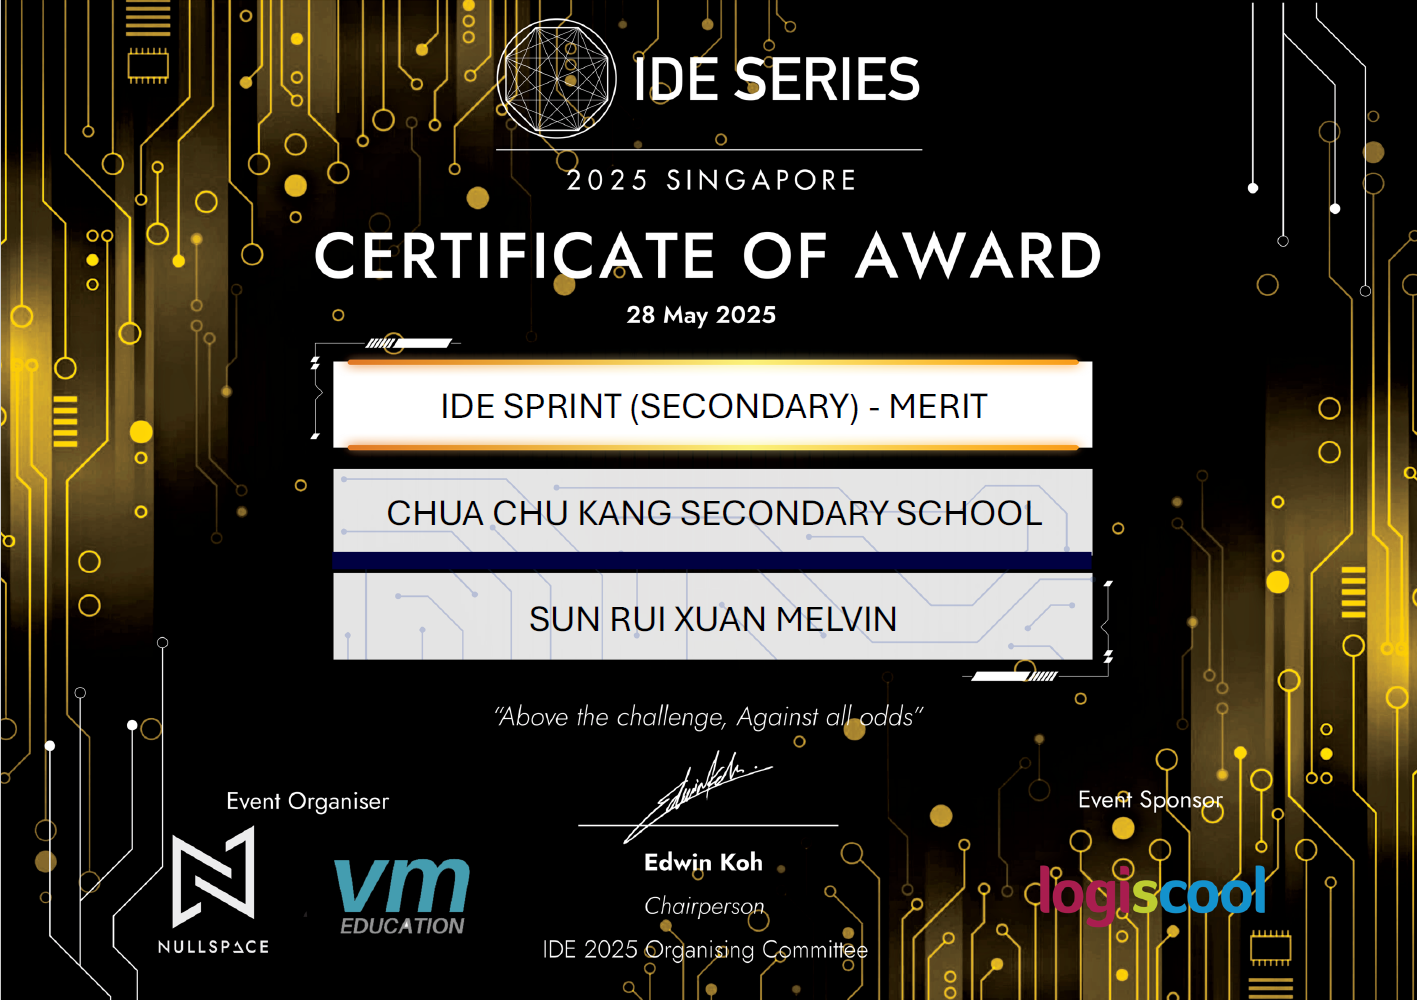 IDE SERIES
2025 SINGAPORE
CERTIFICATE OF AWARD
28 May 2025
IDE SPRINT (SECONDARY) - MERIT
CHUA CHU KANG SECONDARY SCHOOL
SUN RUI XUAN MELVIN
“Above the challenge, Against all odds”
Event Organiser
Event Sponsor
Edwin Koh
Chairperson
IDE 2025 Organising Committee
NULLSPACE
vm
EDUCATION
logiscool